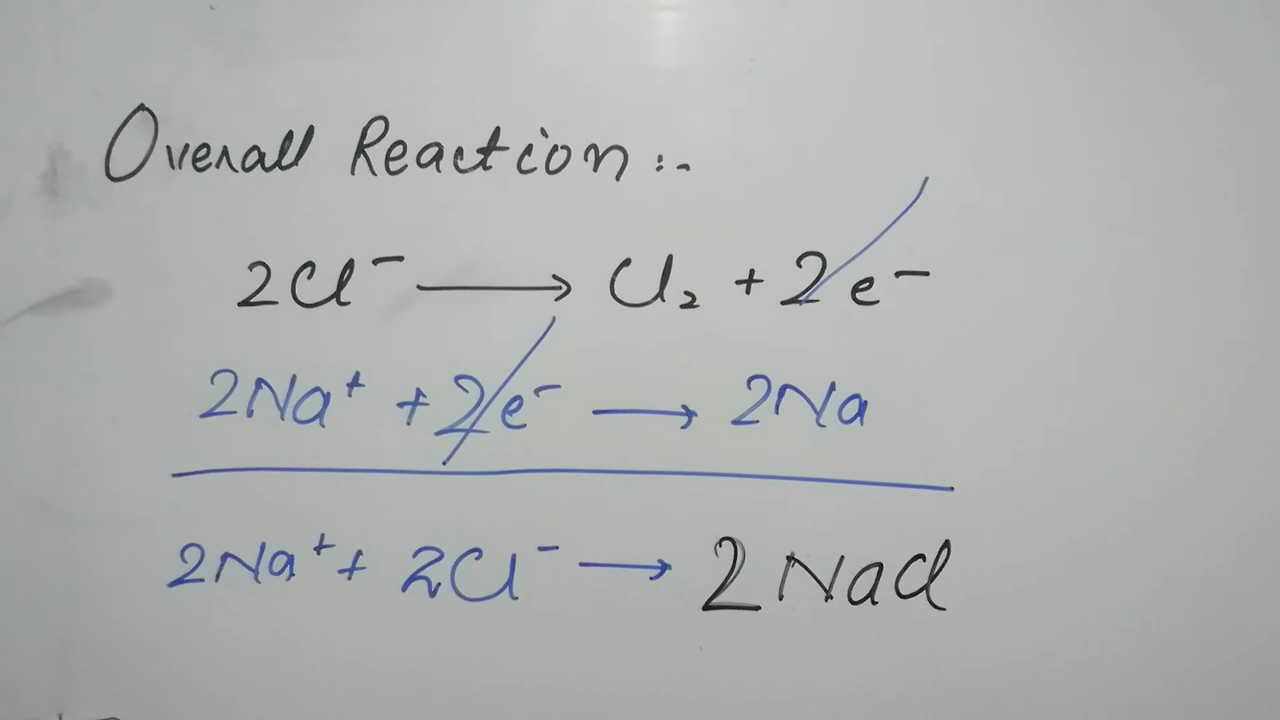 Overall Reaction :-
2Cl⁻ ⟶ Cl₂ + 2e⁻
2Na⁺ + 2e⁻ ⟶ 2Na
2Na⁺ + 2Cl⁻ ⟶ 2NaCl